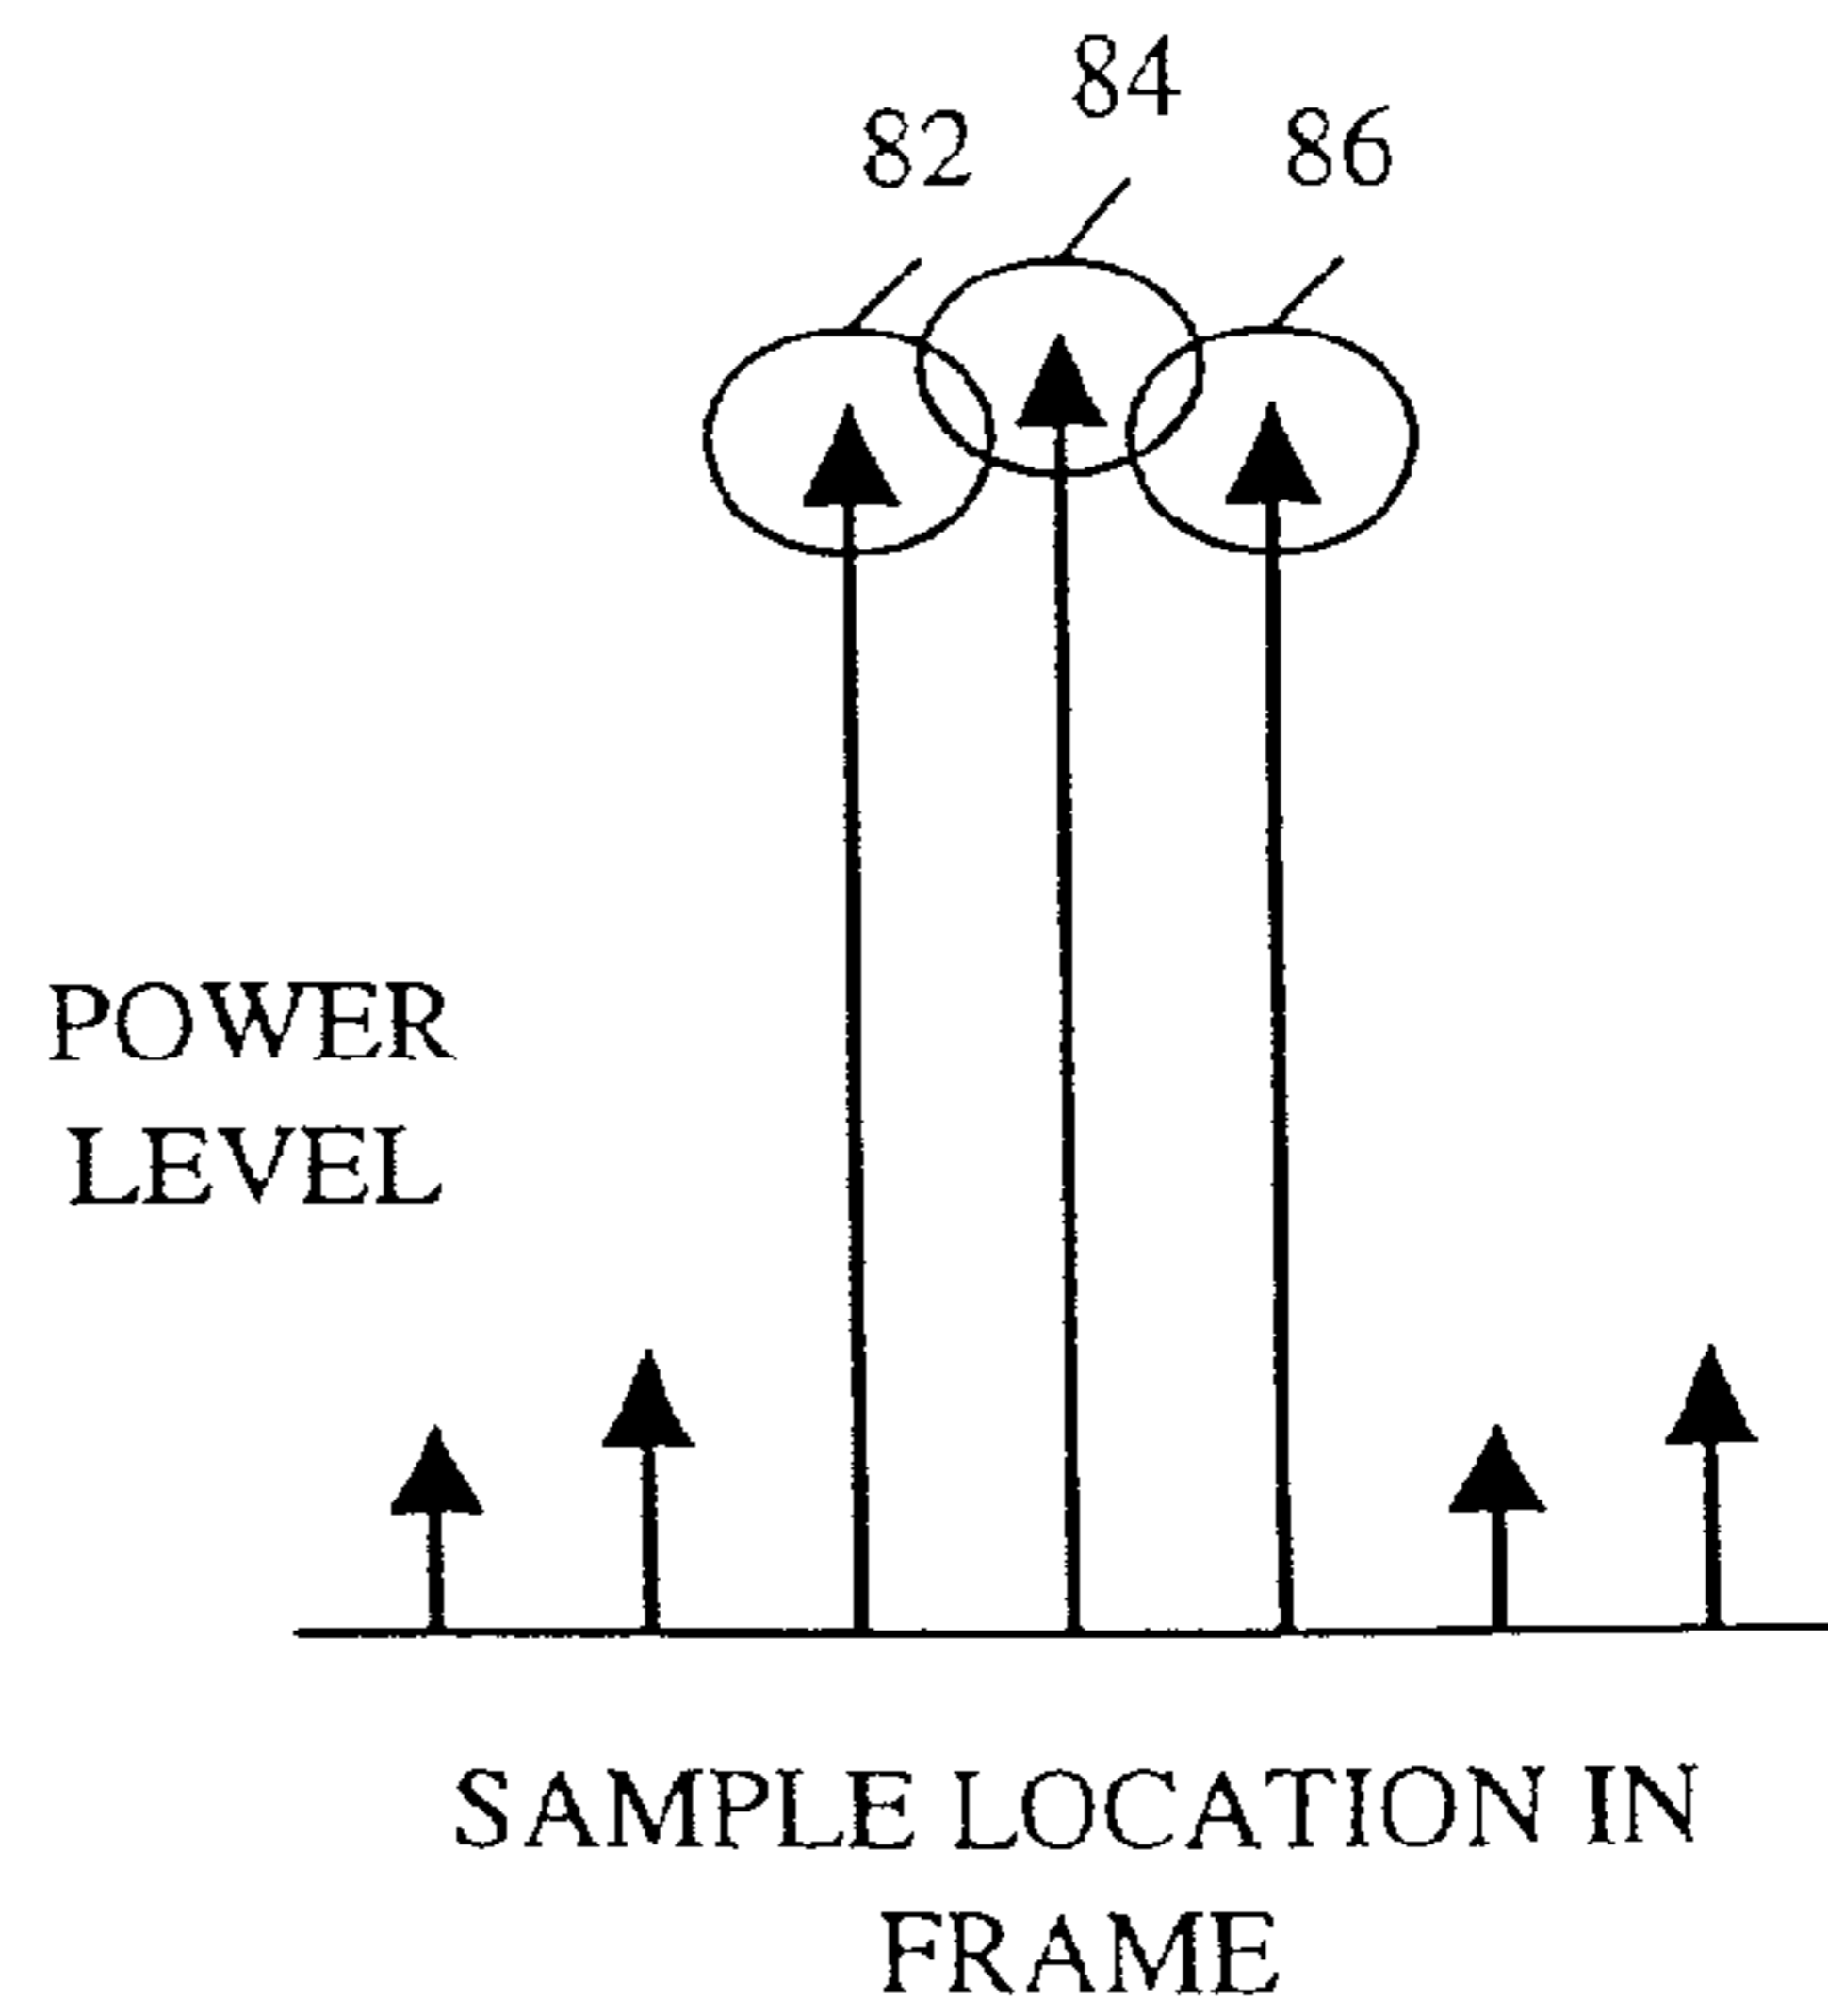 84
82
86
POWER
LEVEL
SAMPLE LOCATION IN
FRAME